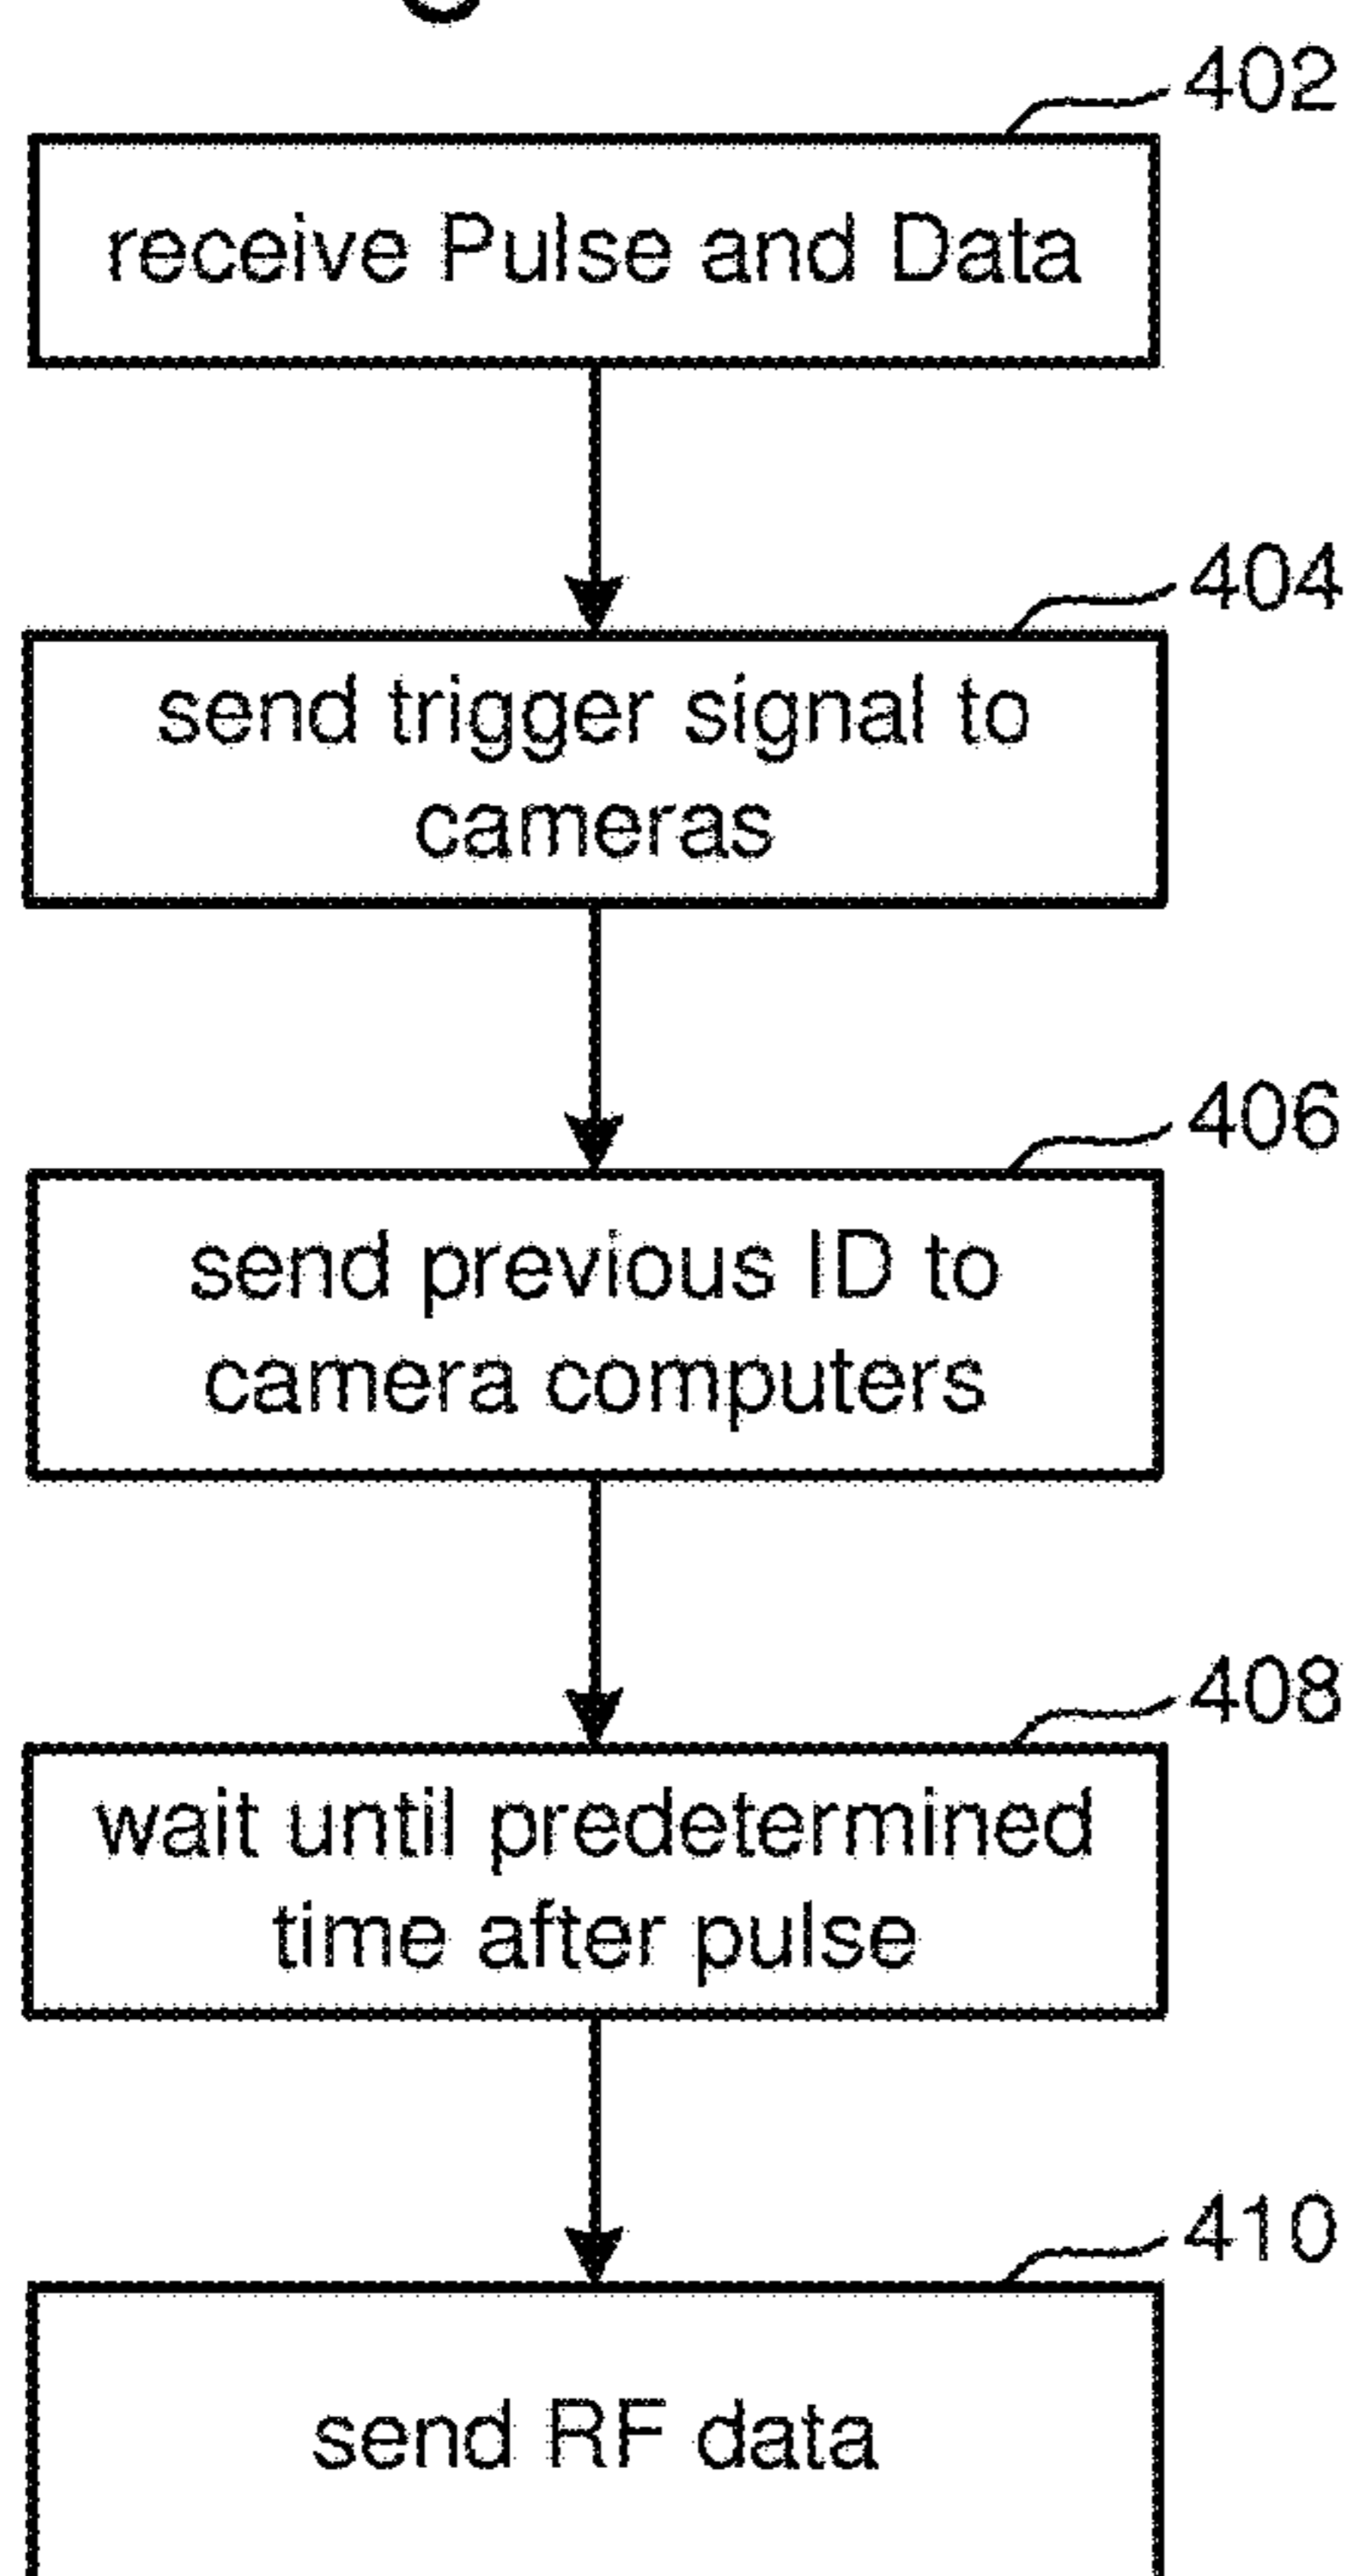 402
receive Pulse and Data
404
send trigger signal to
cameras
406
send previous ID to
camera computers
408
wait until predetermined
time after pulse
410
send RF data